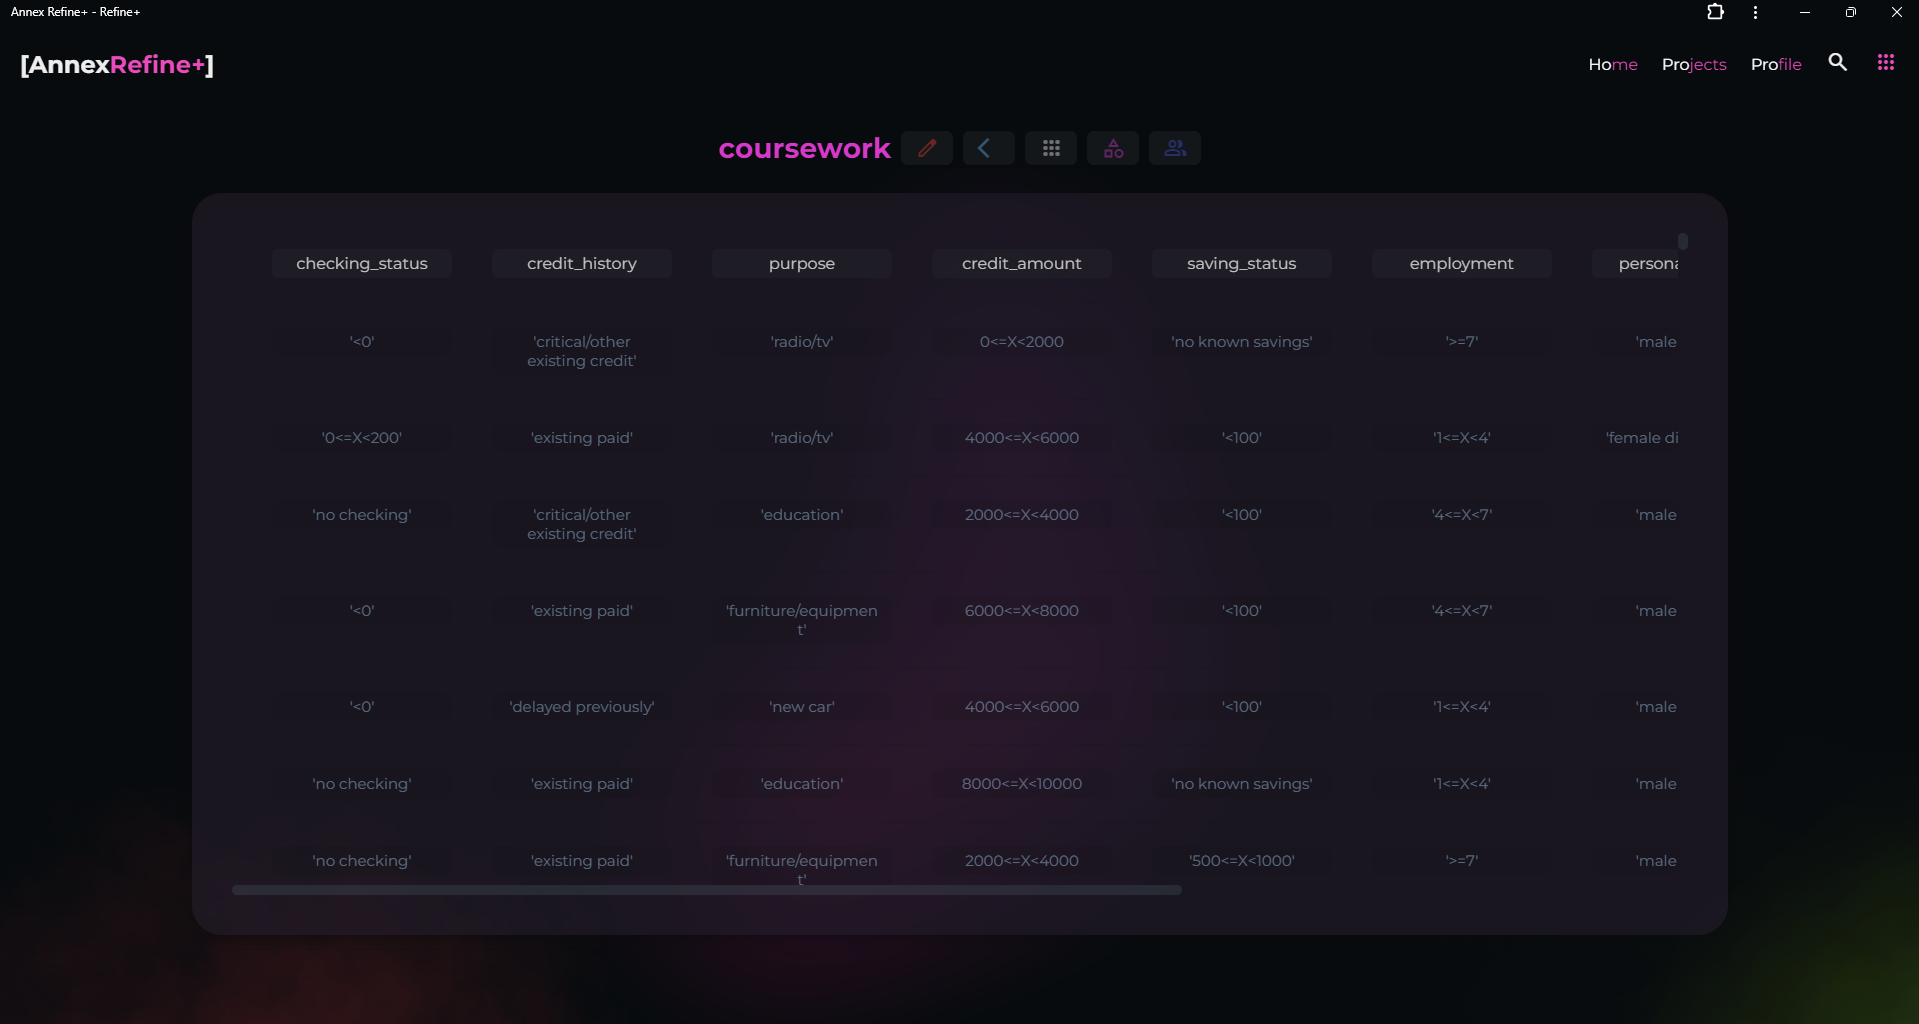 Annex Refine+ - Refine+
[AnnexRefine+]
Home Projects Profile
coursework
checking_status credit_history purpose credit_amount saving_status employment persona
'<0' 'critical/other existing credit' 'radio/tv' 0<=X<2000 'no known savings' '>=7' 'male
'0<=X<200' 'existing paid' 'radio/tv' 4000<=X<6000 '<100' '1<=X<4' 'female di
'no checking' 'critical/other existing credit' 'education' 2000<=X<4000 '<100' '4<=X<7' 'male
'<0' 'existing paid' 'furniture/equipment' 6000<=X<8000 '<100' '4<=X<7' 'male
'<0' 'delayed previously' 'new car' 4000<=X<6000 '<100' '1<=X<4' 'male
'no checking' 'existing paid' 'education' 8000<=X<10000 'no known savings' '1<=X<4' 'male
'no checking' 'existing paid' 'furniture/equipment' 2000<=X<4000 '500<=X<1000' '>=7' 'male